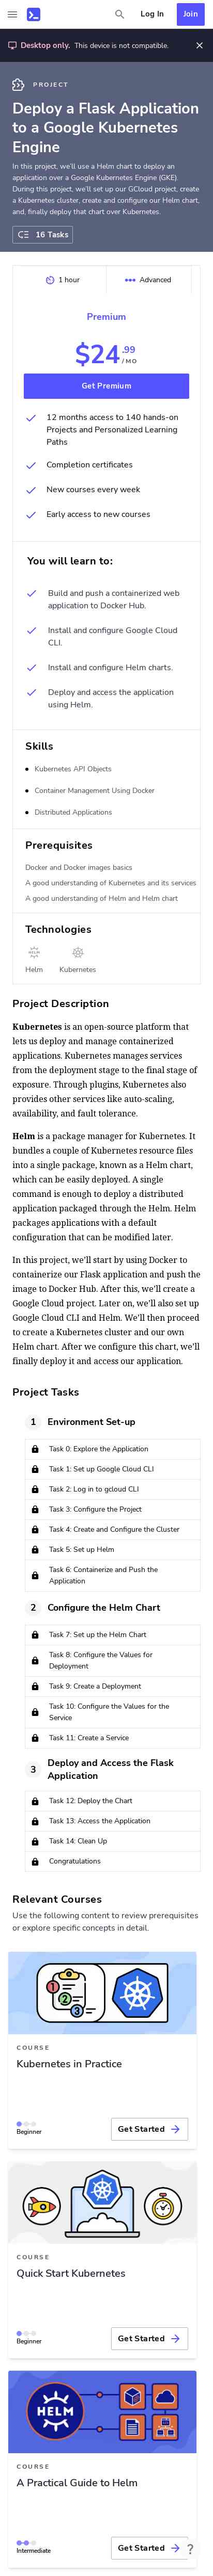 Log In
Join
Desktop only. This device is not compatible.
PROJECT
Deploy a Flask Application
to a Google Kubernetes
Engine
In this project, we'll use a Helm chart to deploy an
application over a Google Kubernetes Engine (GKE).
During this project, we'll set up our GCloud project, create
a Kubernetes cluster, create and configure our Helm chart,
and, finally deploy that chart over Kubernetes.
16 Tasks
1 hour
Advanced
Premium
$24.99
/MO
Get Premium
12 months access to 140 hands-on
Projects and Personalized Learning
Paths
Completion certificates
New courses every week
Early access to new courses
You will learn to:
Build and push a containerized web
application to Docker Hub.
Install and configure Google Cloud
CLI.
Install and configure Helm charts.
Deploy and access the application
using Helm.
Skills
Kubernetes API Objects
Container Management Using Docker
Distributed Applications
Prerequisites
Docker and Docker images basics
A good understanding of Kubernetes and its services
A good understanding of Helm and Helm chart
Technologies
HELM
Helm
Kubernetes
Project Description
Kubernetes is an open-source platform that
lets us deploy and manage containerized
applications. Kubernetes manages services
from the deployment stage to the final stage of
exposure. Through plugins, Kubernetes also
provides other services like auto-scaling,
availability, and fault tolerance.
Helm is a package manager for Kubernetes. It
bundles a couple of Kubernetes resource files
into a single package, known as a Helm chart,
which can be easily deployed. A single
command is enough to deploy a distributed
application packaged through the Helm. Helm
packages applications with a default
configuration that can be modified later.
In this project, we'll start by using Docker to
containerize our Flask application and push the
image to Docker Hub. After this, we'll create a
Google Cloud project. Later on, we'll also set up
Google Cloud CLI and Helm. We'll then proceed
to create a Kubernetes cluster and our own
Helm chart. After we configure this chart, we'll
finally deploy it and access our application.
Project Tasks
1 Environment Set-up
Task 0: Explore the Application
Task 1: Set up Google Cloud CLI
Task 2: Log in to gcloud CLI
Task 3: Configure the Project
Task 4: Create and Configure the Cluster
Task 5: Set up Helm
Task 6: Containerize and Push the
Application
2 Configure the Helm Chart
Task 7: Set up the Helm Chart
Task 8: Configure the Values for
Deployment
Task 9: Create a Deployment
Task 10: Configure the Values for the
Service
Task 11: Create a Service
3 Deploy and Access the Flask
Application
Task 12: Deploy the Chart
Task 13: Access the Application
Task 14: Clean Up
Congratulations
Relevant Courses
Use the following content to review prerequisites
or explore specific concepts in detail.
1
2
3
COURSE
Kubernetes in Practice
Beginner
Get Started
COURSE
Quick Start Kubernetes
Beginner
Get Started
HELM
COURSE
A Practical Guide to Helm
Intermediate
Get Started
?